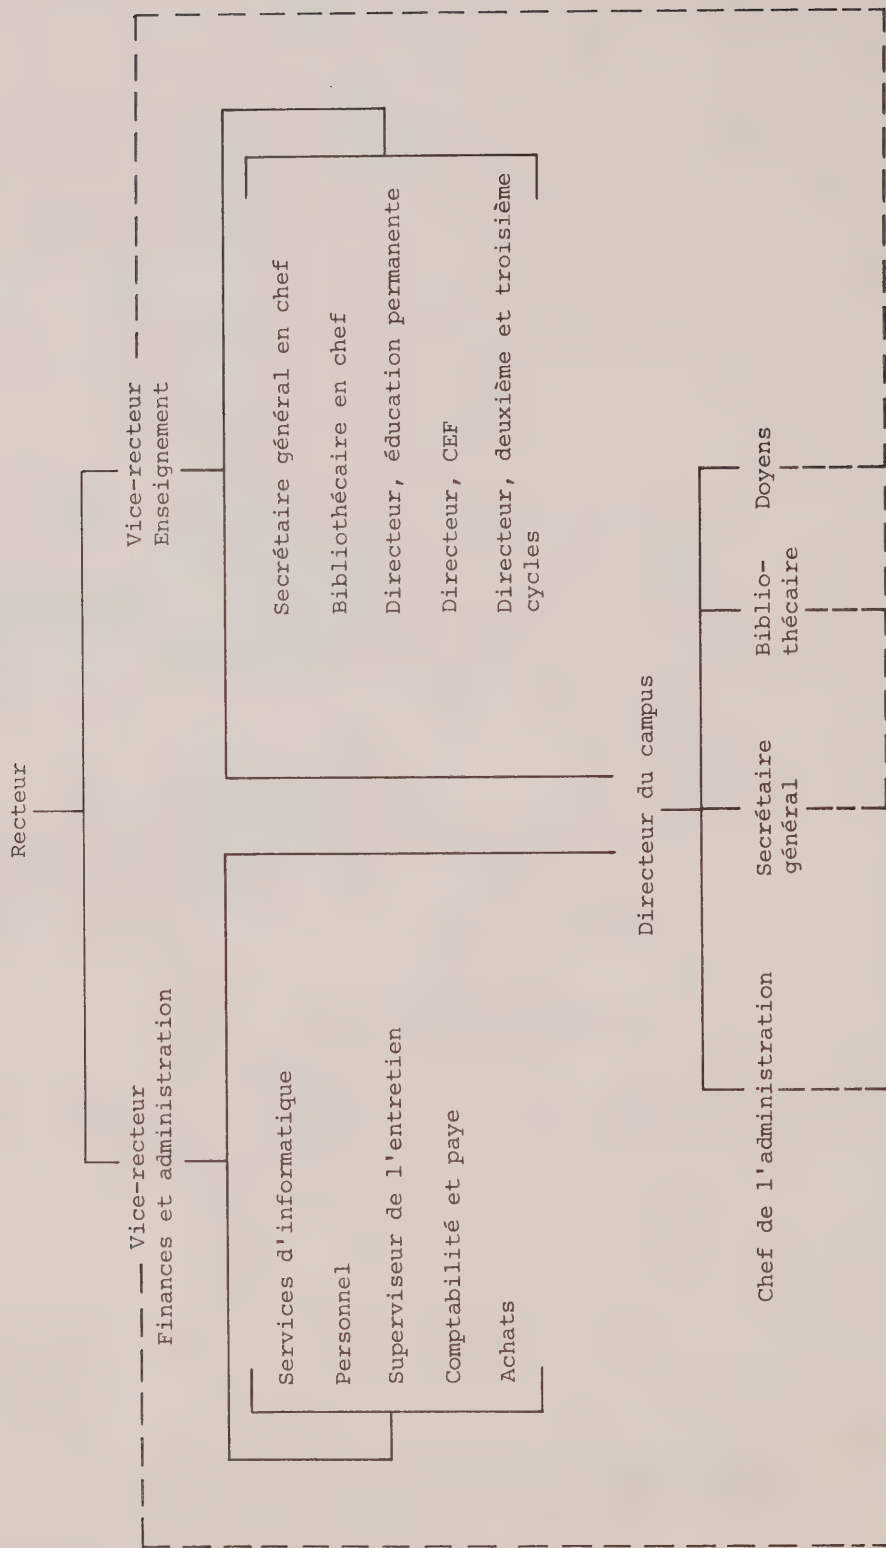 Recteur
Vice-recteur
Finances et administration
Vice-recteur
Enseignement
Services d'informatique
Personnel
Superviseur de l'entretien
Comptabilité et paye
Achats
Secrétaire général en chef
Bibliothécaire en chef
Directeur, éducation permanente
Directeur, CEF
Directeur, deuxième et troisième
cycles
Directeur du campus
Chef de l'administration
Secrétaire
général
Biblio-
thécaire
Doyens